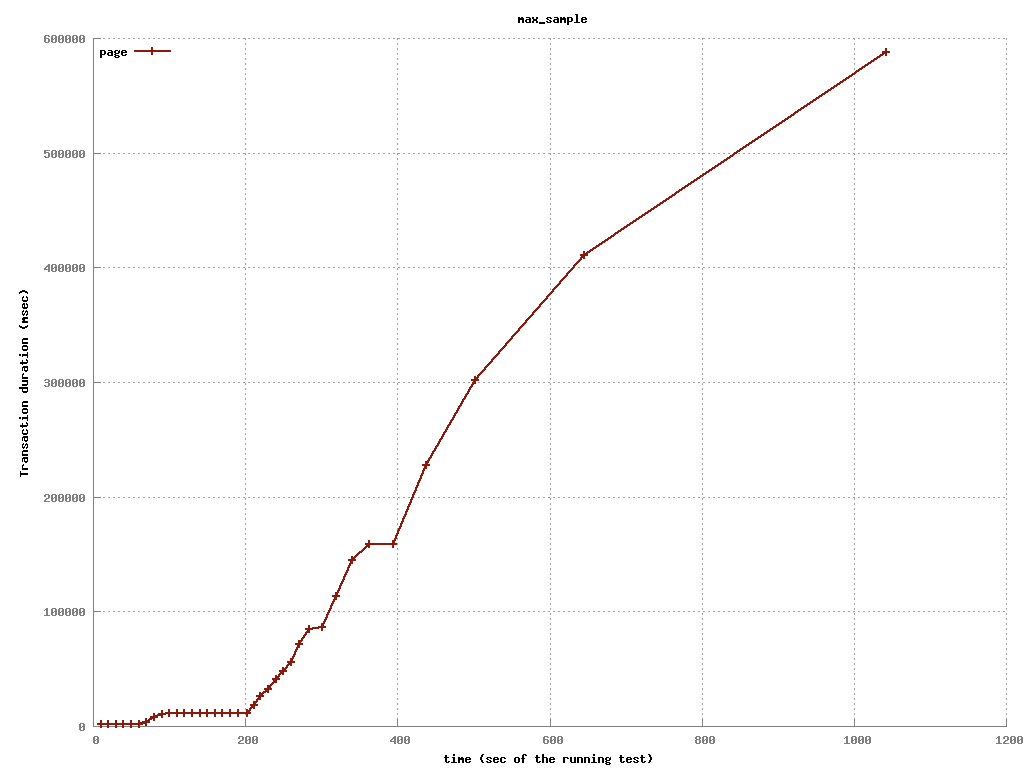 max_sample
page
600000
500000
400000
300000
200000
100000
0
Transaction duration (msec)
0 200 400 600 800 1000 1200
time (sec of the running test)